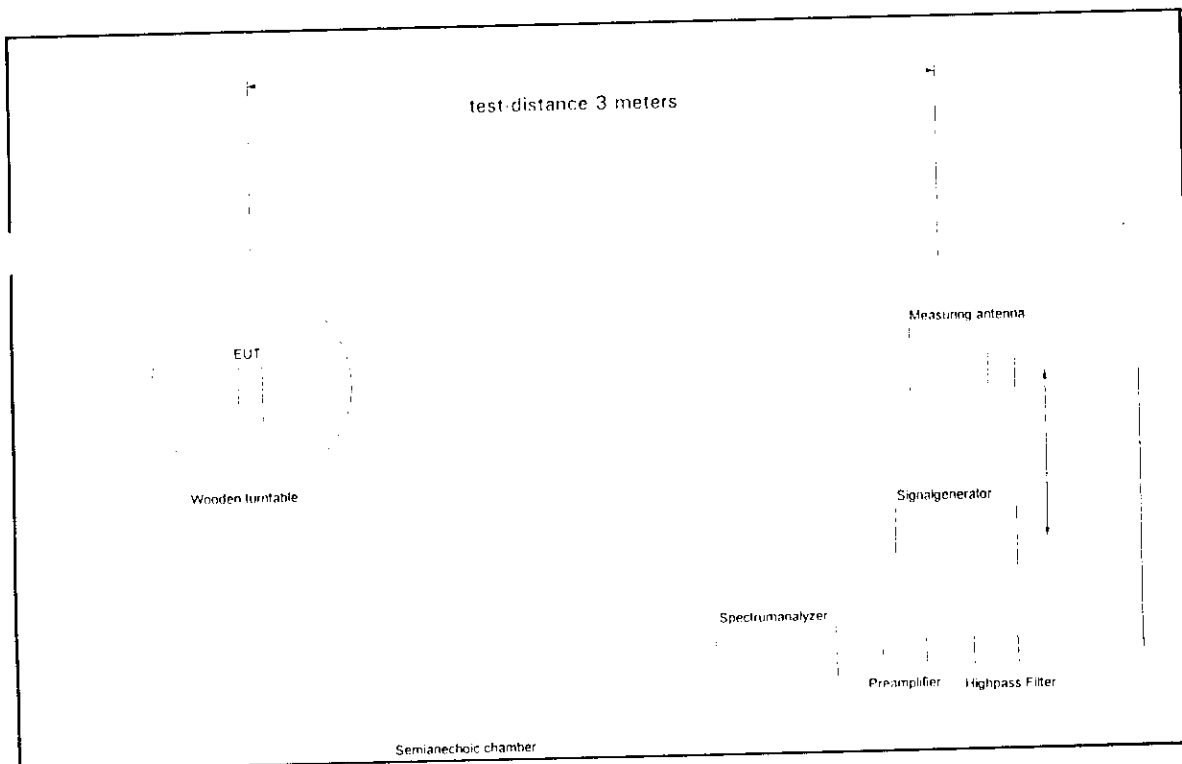 test-distance 3 meters
Measuring antenna
EUT
Wooden turntable
Signalgenerator
Spectrumanalyzer
Preamplifier
Highpass Filter
Semianechoic chamber